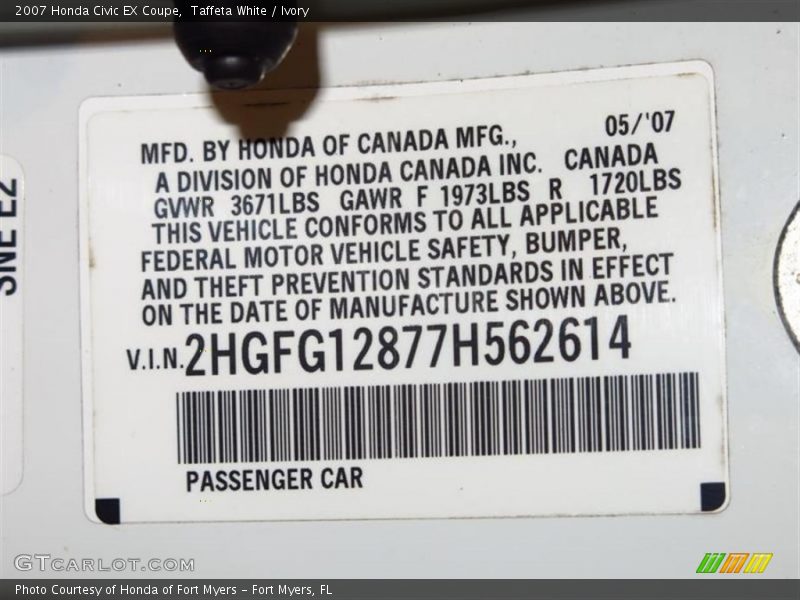 2007 Honda Civic EX Coupe, Taffeta White / Ivory
SNE E2
MFD. BY HONDA OF CANADA MFG., 05/'07
A DIVISION OF HONDA CANADA INC. CANADA
GVWR 3671LBS GAWR F 1973LBS R 1720LBS
THIS VEHICLE CONFORMS TO ALL APPLICABLE
FEDERAL MOTOR VEHICLE SAFETY, BUMPER,
AND THEFT PREVENTION STANDARDS IN EFFECT
ON THE DATE OF MANUFACTURE SHOWN ABOVE.
V.I.N.2HGFG12877H562614
PASSENGER CAR
GTCARLOT.COM
Photo Courtesy of Honda of Fort Myers - Fort Myers, FL